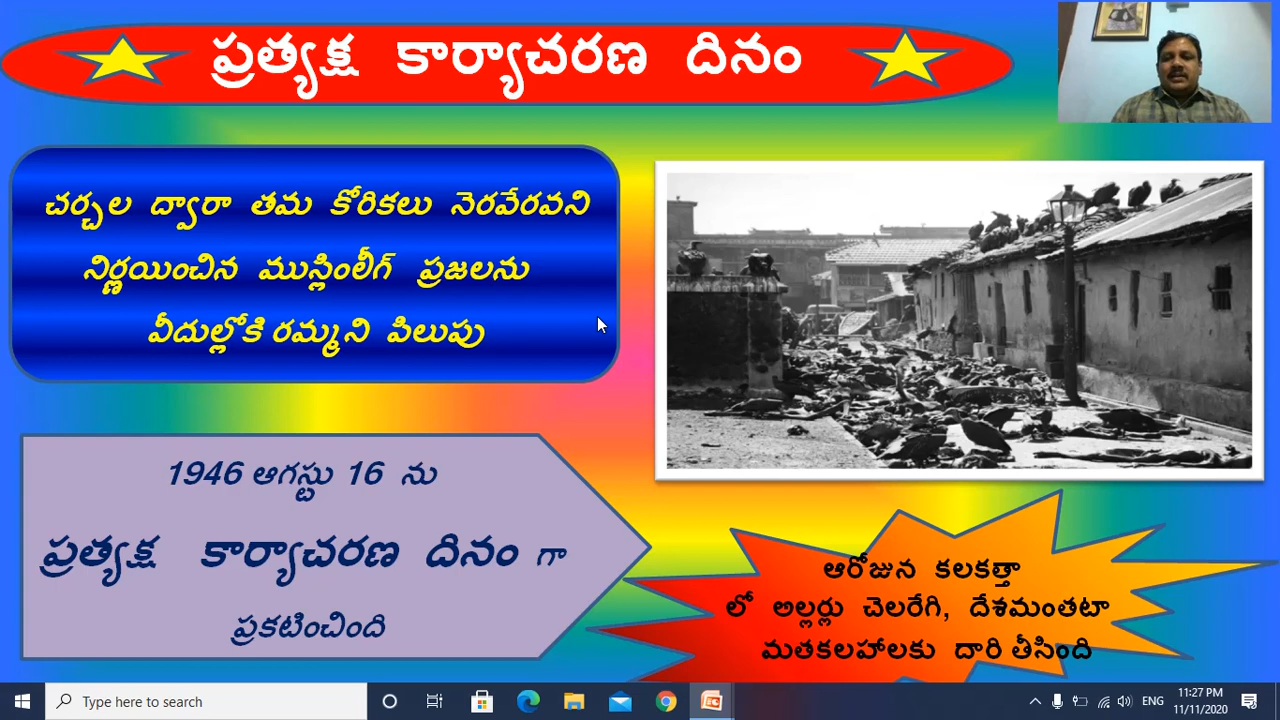 ప్రత్యక్ష కార్యాచరణ దినం
చర్చల ద్వారా తమ కోరికలు నెరవేరవని
నిర్ణయించిన ముస్లింలీగ్ ప్రజలను
వీదుల్లోకి రమ్మని పిలుపు
1946 ఆగస్టు 16 ను
ప్రత్యక్ష కార్యాచరణ దినం గా
ప్రకటించింది
ఆరోజున కలకత్తా
లో అల్లర్లు చెలరేగి, దేశమంతటా
మతకలహాలకు దారి తీసింది
Type here to search
ENG
11:27 PM
11/11/2020